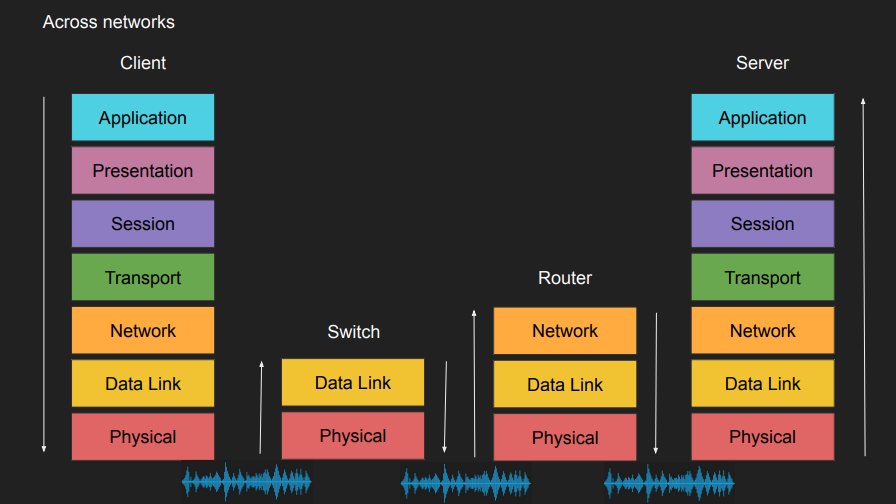 Across networks
Client
Application
Presentation
Session
Transport
Network
Data Link
Physical
Switch
Data Link
Physical
Router
Network
Data Link
Physical
Server
Application
Presentation
Session
Transport
Network
Data Link
Physical